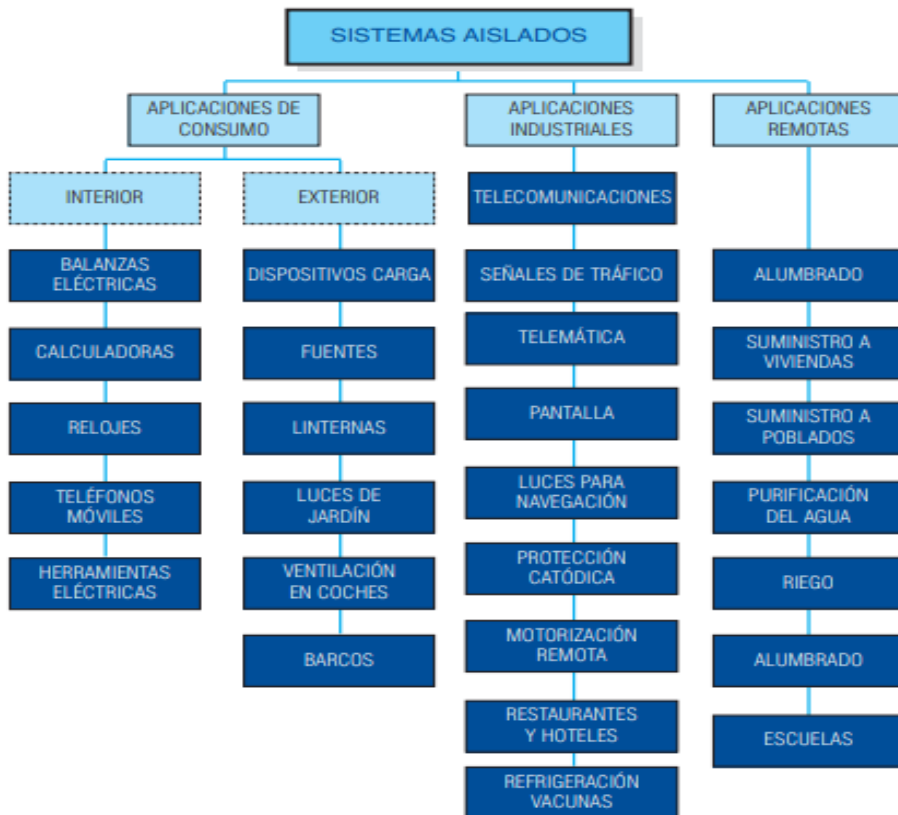 SISTEMAS AISLADOS
APLICACIONES DE
CONSUMO
INTERIOR
BALANZAS
ELÉCTRICAS
CALCULADORAS
RELOJES
TELÉFONOS
MÓVILES
HERRAMIENTAS
ELÉCTRICAS
EXTERIOR
DISPOSITIVOS CARGA
FUENTES
LINTERNAS
LUCES DE
JARDÍN
VENTILACIÓN
EN COCHES
BARCOS
APLICACIONES
INDUSTRIALES
TELECOMUNICACIONES
SEÑALES DE TRÁFICO
TELEMÁTICA
PANTALLA
LUCES PARA
NAVEGACIÓN
PROTECCIÓN
CATÓDICA
MOTORIZACIÓN
REMOTA
RESTAURANTES
Y HOTELES
REFRIGERACIÓN
VACUNAS
APLICACIONES
REMOTAS
ALUMBRADO
SUMINISTRO A
VIVIENDAS
SUMINISTRO A
POBLADOS
PURIFICACIÓN
DEL AGUA
RIEGO
ALUMBRADO
ESCUELAS